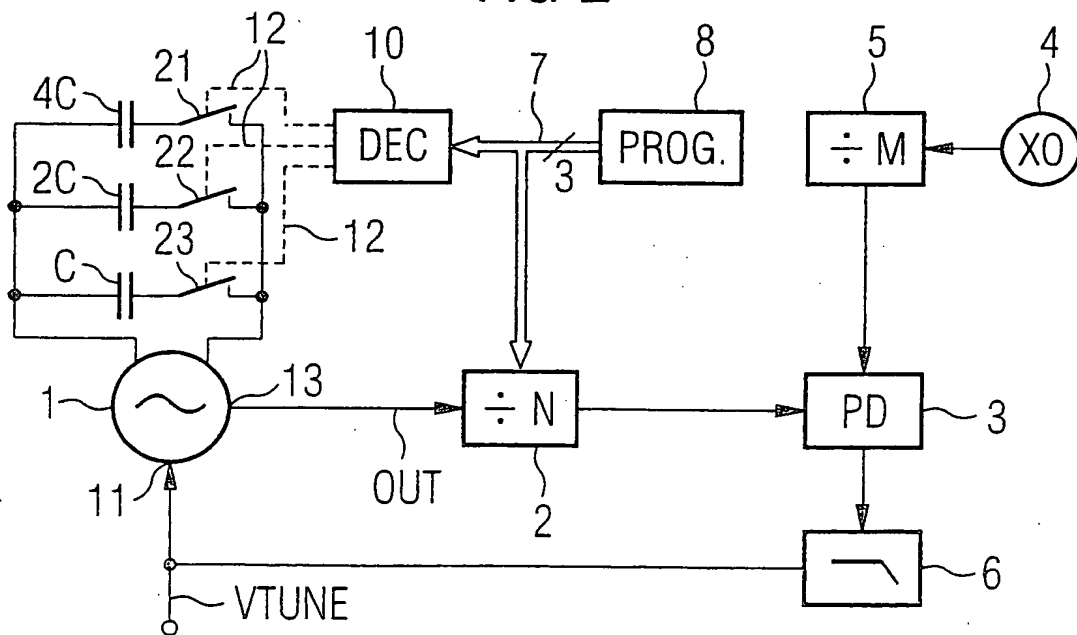 12 10 7 8 5 4
4C 21
DEC 3 PROG. ÷ M XO
2C 22
C 23 12
1 13 ÷ N PD 3
11 OUT 2
6
VTUNE